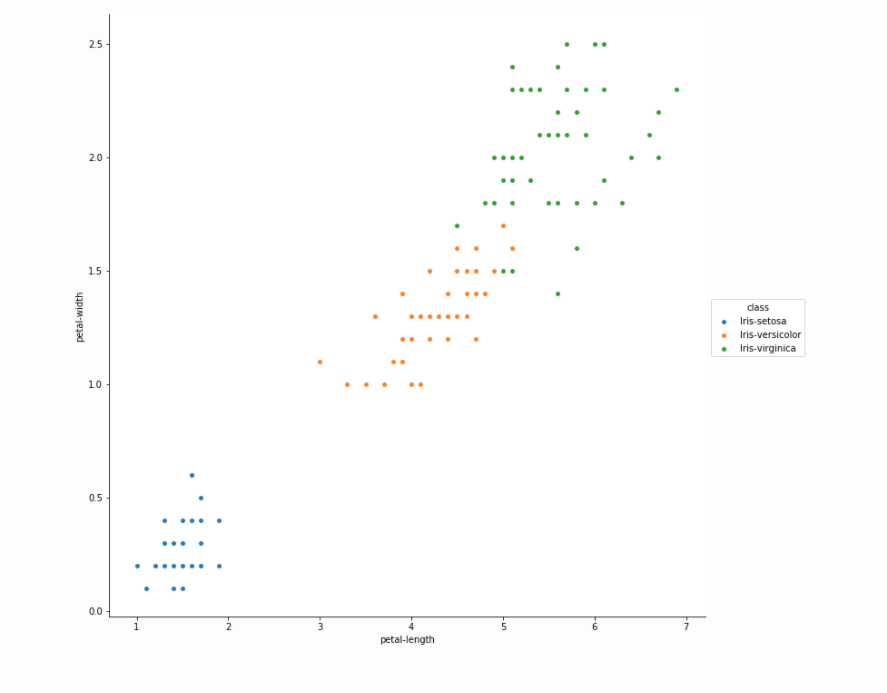 2.5
2.0
1.5
1.0
0.5
0.0
petal-width
1 2 3 4 5 6 7
petal-length
class
Iris-setosa
Iris-versicolor
Iris-virginica